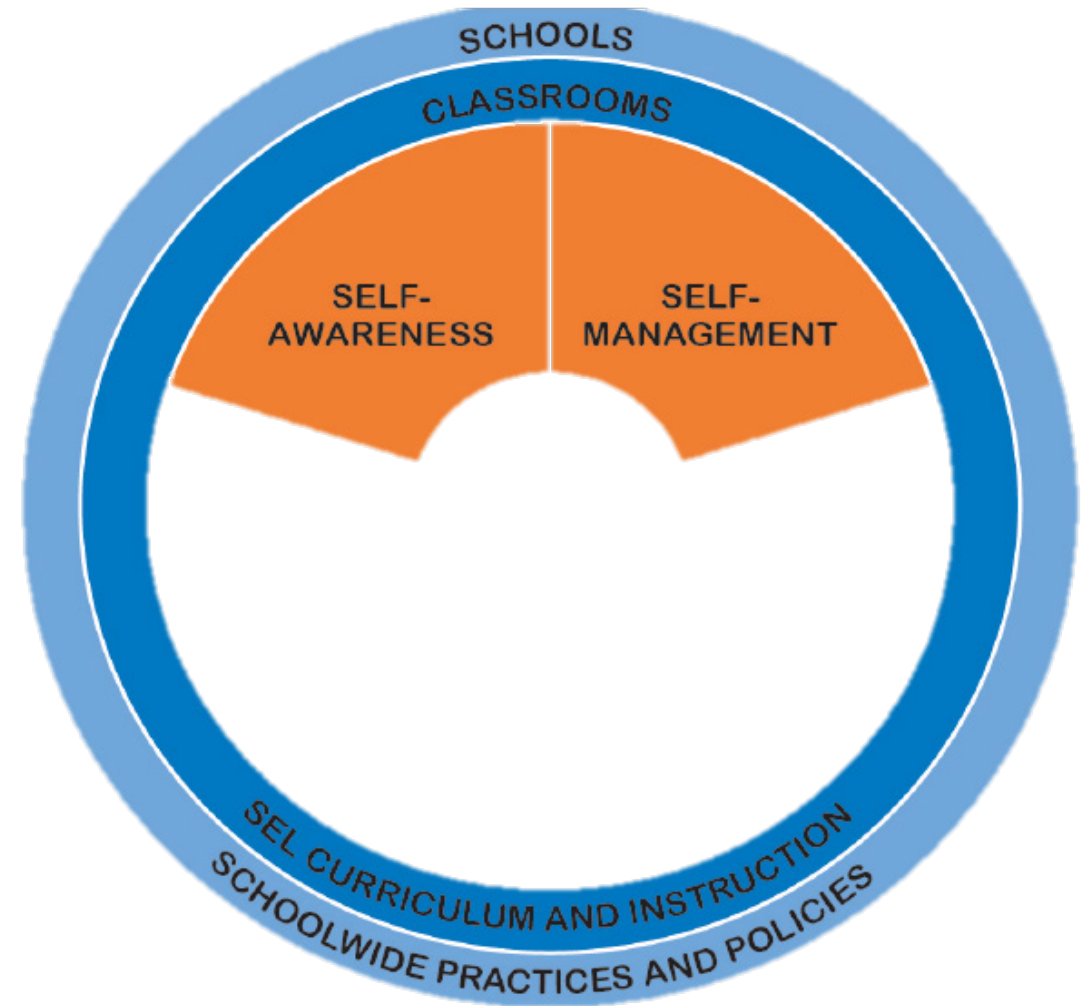 SCHOOLS
CLASSROOMS
SELF-
AWARENESS
SELF-
MANAGEMENT
SEL CURRICULUM AND INSTRUCTION
SCHOOLWIDE PRACTICES AND POLICIES